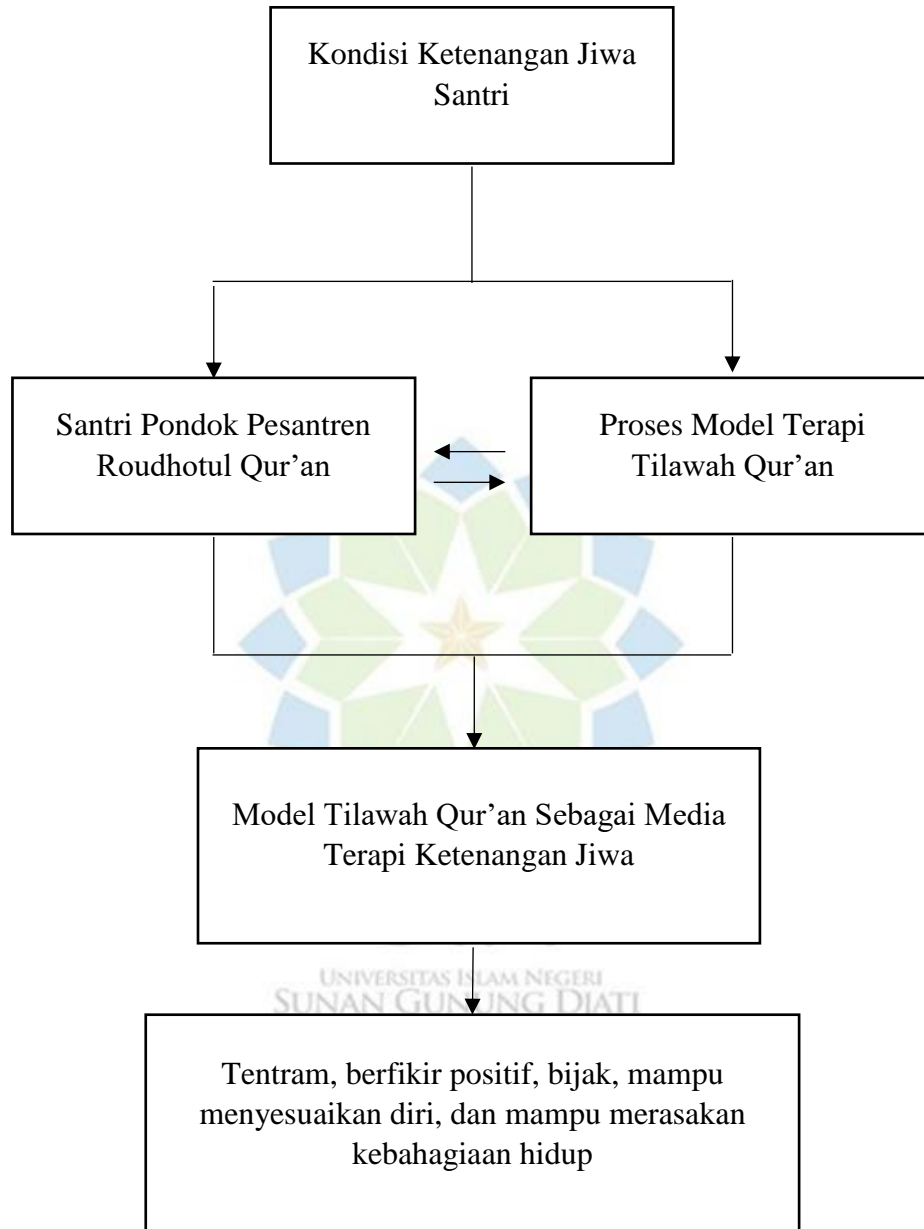 Kondisi Ketenangan Jiwa
Santri
Santri Pondok Pesantren
Roudhotul Qur’an
Proses Model Terapi
Tilawah Qur’an
Model Tilawah Qur’an Sebagai Media
Terapi Ketenangan Jiwa
UNIVERSITAS ISLAM NEGERI
SUNAN GUNUNG DJATI
Tentram, berfikir positif, bijak, mampu
menyesuaikan diri, dan mampu merasakan
kebahagiaan hidup